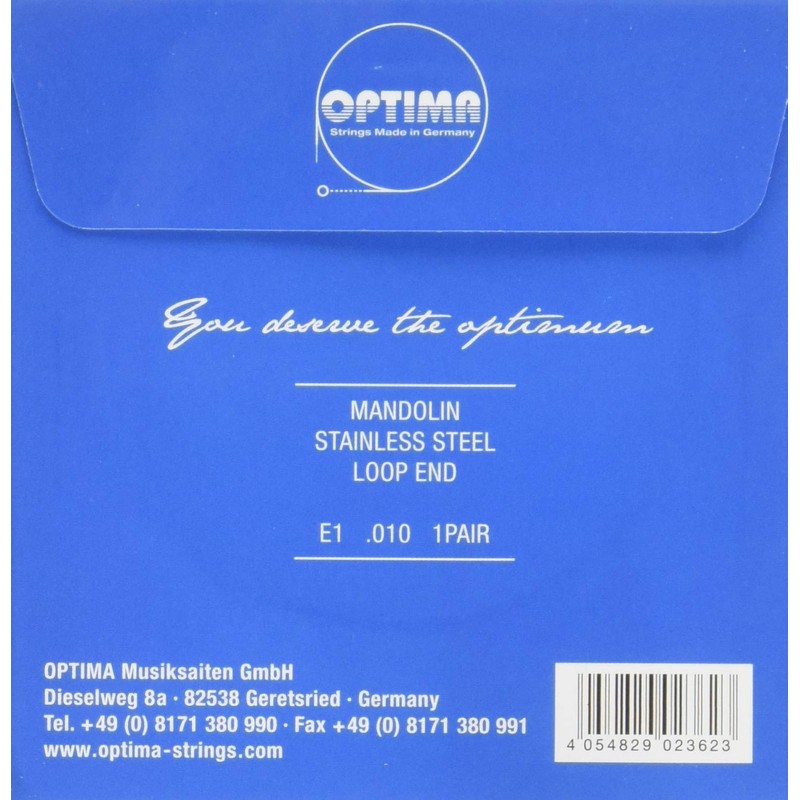 OPTIMA
Strings Made in Germany
You deserve the optimum
MANDOLIN
STAINLESS STEEL
LOOP END
E1 .010 1PAIR
OPTIMA Musiksaiten GmbH
Dieselweg 8a · 82538 Geretsried · Germany
Tel. +49 (0) 8171 380 990 · Fax +49 (0) 8171 380 991
www.optima-strings.com
4 054829 023623